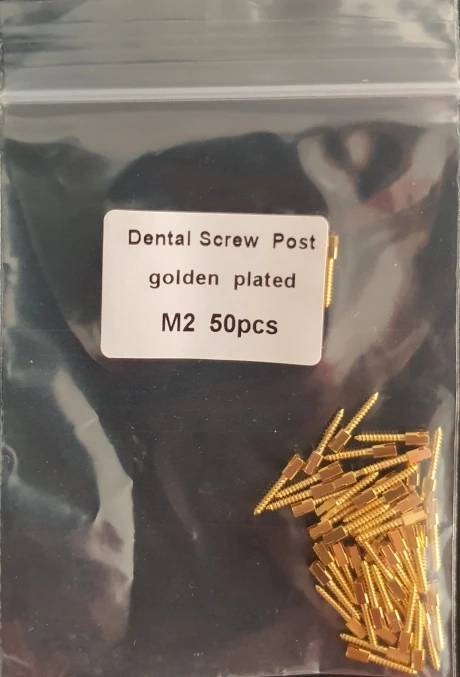 Dental Screw Post
golden plated
M2 50pcs